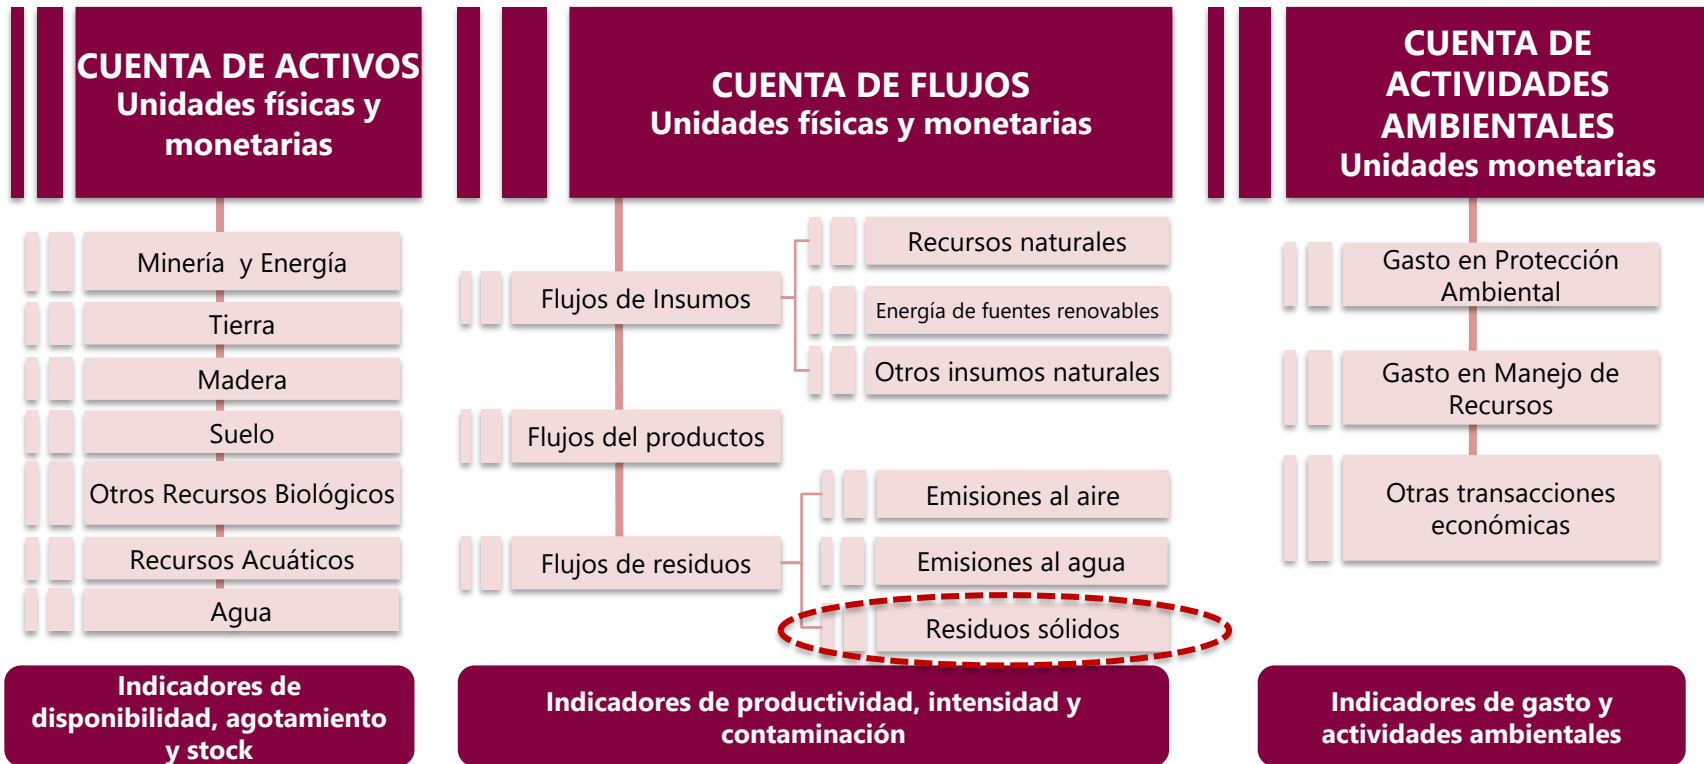 CUENTA DE ACTIVOS
Unidades físicas y
monetarias
Minería y Energía
Tierra
Madera
Suelo
Otros Recursos Biológicos
Recursos Acuáticos
Agua
Indicadores de
disponibilidad, agotamiento
y stock
CUENTA DE FLUJOS
Unidades físicas y monetarias
Flujos de Insumos
Recursos naturales
Energía de fuentes renovables
Otros insumos naturales
Flujos del productos
Flujos de residuos
Emisiones al aire
Emisiones al agua
Residuos sólidos
Indicadores de productividad, intensidad y
contaminación
CUENTA DE
ACTIVIDADES
AMBIENTALES
Unidades monetarias
Gasto en Protección
Ambiental
Gasto en Manejo de
Recursos
Otras transacciones
económicas
Indicadores de gasto y
actividades ambientales